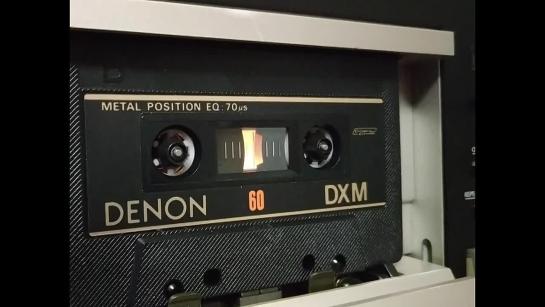 METAL POSITION EQ: 70μs
DENON 60 DXM